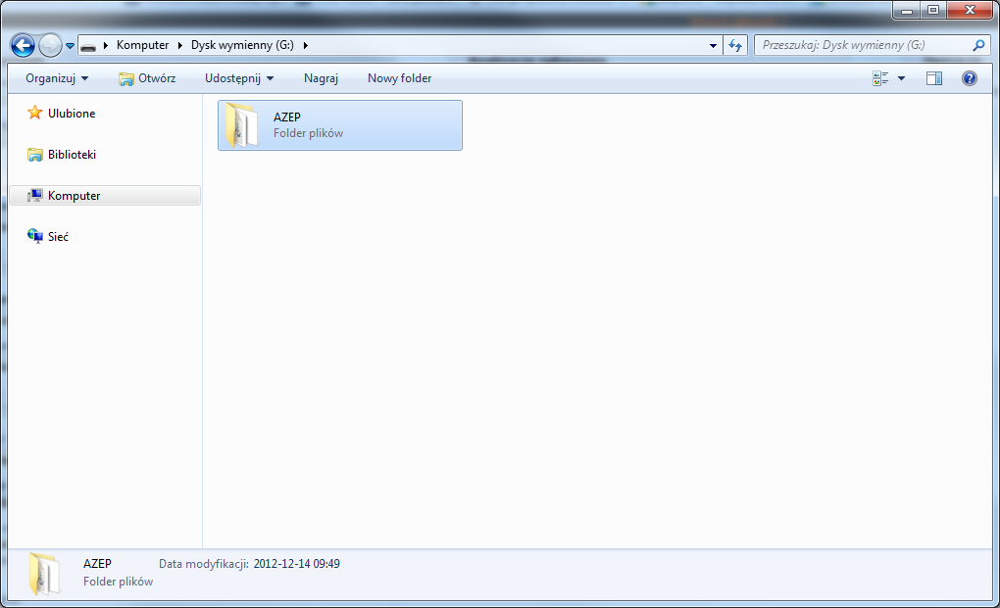 Komputer Dysk wymienny (G:)
Przeszukaj: Dysk wymienny (G:)
Organizuj Otwórz Udostępnij Nagraj Nowy folder
Ulubione
Biblioteki
Komputer
Sieć
AZEP
Folder plików
AZEP Data modyfikacji: 2012-12-14 09:49
Folder plików